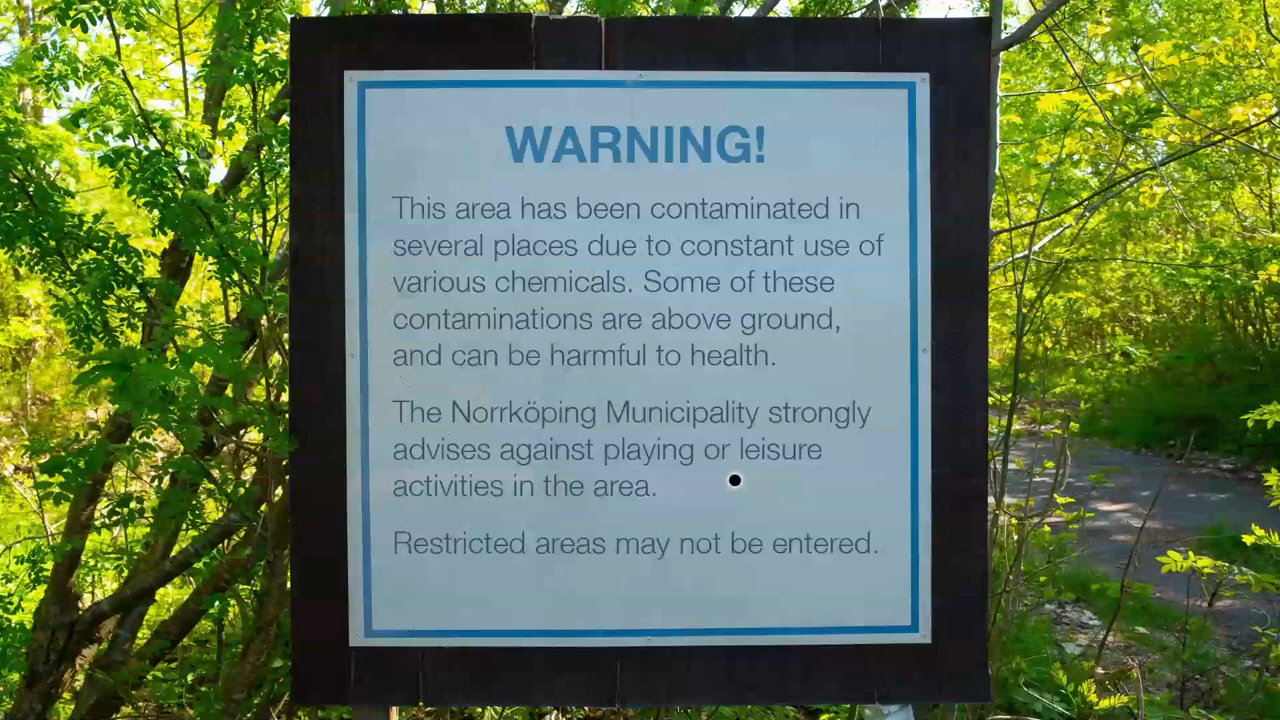 WARNING!
This area has been contaminated in
several places due to constant use of
various chemicals. Some of these
contaminations are above ground,
and can be harmful to health.
The Norrköping Municipality strongly
advises against playing or leisure
activities in the area.
Restricted areas may not be entered.